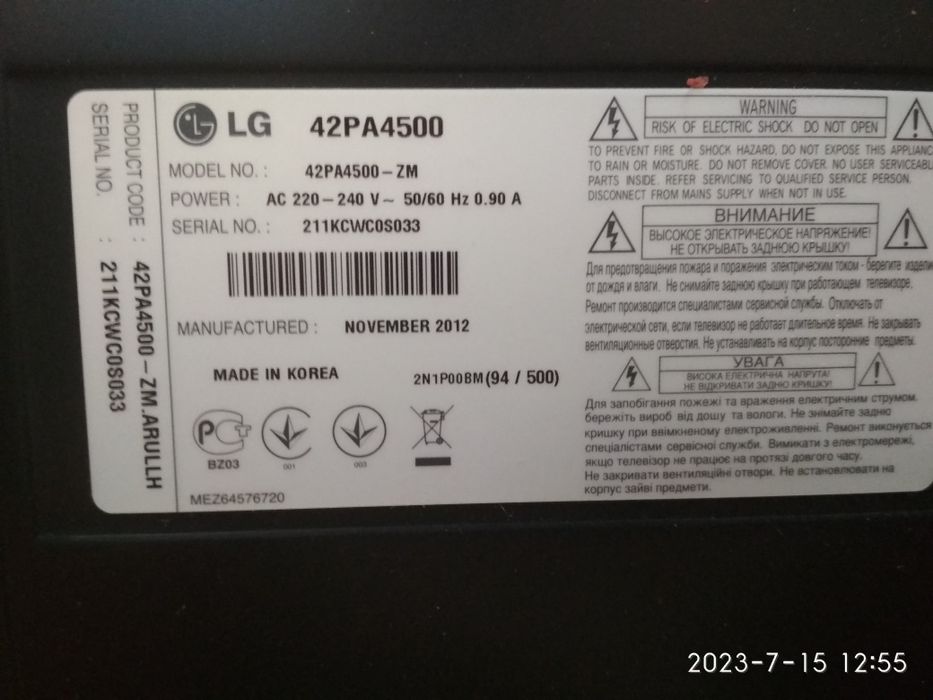 LG 42PA4500
MODEL NO. : 42PA4500-ZM
POWER : AC 220-240 V~ 50/60 Hz 0.90 A
SERIAL NO. : 211KCWC0S033
MANUFACTURED : NOVEMBER 2012
MADE IN KOREA
2N1P00BM(94 / 500)
PCT
BZ03
001
003
MEZ64576720
PRODUCT CODE : 42PA4500-ZM.ARULLLH
SERIAL NO. : 211KCWC0S033
WARNING
RISK OF ELECTRIC SHOCK DO NOT OPEN
TO PREVENT FIRE OR SHOCK HAZARD, DO NOT EXPOSE THIS APPLIANC
TO RAIN OR MOISTURE. DO NOT REMOVE COVER. NO USER SERVICEABL
PARTS INSIDE. REFER SERVICING TO QUALIFIED SERVICE PERSON.
DISCONNECT FROM MAINS SUPPLY WHEN NOT IN USE.
ВНИМАНИЕ
ВЫСОКОЕ ЭЛЕКТРИЧЕСКОЕ НАПРЯЖЕНИЕ!
НЕ ОТКРЫВАТЬ ЗАДНЮЮ КРЫШКУ!
Для предотвращения пожара и поражения электрическим током - берегите издели
от дождя и влаги. Не снимайте заднюю крышку при работающем телевизоре.
Ремонт производится специалистами сервисной службы. Отключать от
электрической сети, если телевизор не работает длительное время. Не закрывать
вентиляционные отверстия. Не устанавливать на корпус посторонние предметы.
УВАГА
ВИСОКА ЕЛЕКТРИЧНА НАПРУГА!
НЕ ВІДКРИВАТИ ЗАДНЮ КРИШКУ!
Для запобігання пожежі та враження електричним струмом.
бережіть виріб від дощу та вологи. Не знімайте задню
кришку при ввімкненому електроживленні. Ремонт виконується
спеціалістами сервісної служби. Вимикати з електромережі,
якщо телевізор не працює на протязі довгого часу.
Не закривати вентиляційні отвори. Не встановлювати на
корпус зайві предмети.
2023-7-15 12:55